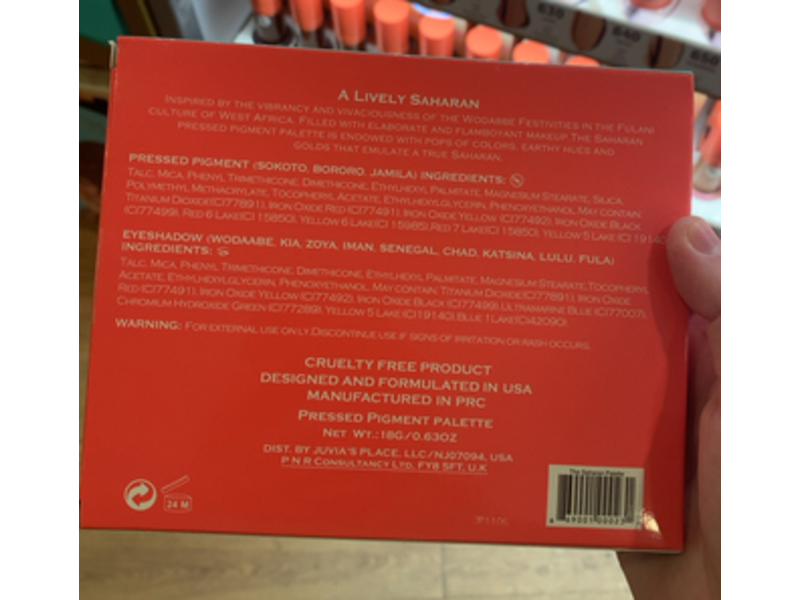 630
640
650
A LIVELY SAHARAN
INSPIRED BY THE VIBRANCY AND VIVACIOUSNESS OF THE WODABBE FESTIVITIES IN THE FULANI
CULTURE OF WEST AFRICA. FILLED WITH ELABORATE AND FLAMBOYANT MAKEUP THE SAHARAN
PRESSED PIGMENT PALETTE IS ENDOWED WITH POPS OF COLORS, EARTHY HUES AND
GOLDS THAT EMULATE A TRUE SAHARAN.
PRESSED PIGMENT (SOKOTO, BORORO, JAMILA) INGREDIENTS:
TALC, MICA, PHENYL TRIMETHICONE, DIMETHICONE, ETHYLHEXYL, PALMITATE, MAGNESIUM STEARATE, SILICA,
POLYMETHYL METHACRYLATE, TOCOPHERYL ACETATE, ETHYLHEXYLGLYCERIN, PHENOXYETHANOL, MAY CONTAIN:
TITANIUM DIOXIDE(CI77891), IRON OXIDE RED (CI77491), IRON OXIDE YELLOW (CI77492), IRON OXIDE BLACK
(CI77499), RED 6 LAKE(CI 15850), YELLOW 6 LAKE(CI 15985),RED 7 LAKE(CI 15850), YELLOW 5 LAKE (CI 19140
EYESHADOW (WODAABE, KIA, ZOYA, IMAN, SENEGAL, CHAD, KATSINA, LULU, FULA)
INGREDIENTS:
TALC, MICA, PHENYL TRIMETHICONE, DIMETHICONE, ETHYLHEXYL, PALMITATE, MAGNESIUM STEARATE, TOCOPHERYL
ACETATE, ETHYLHEXYLGLYCERIN, PHENOXYETHANOL, MAY CONTAIN: TITANIUM DIOXIDE(CI77891), IRON OXIDE
RED (CI77491), IRON OXIDE YELLOW (CI77492), IRON OXIDE BLACK (CI77499),ULTRAMARINE BLUE (CI77007),
CHROMIUM HYDROXIDE GREEN (CI77289), YELLOW 5 LAKE (CI19140),BLUE 1 LAKE(CI42090)
WARNING: FOR EXTERNAL USE ON LY.DISCONTINUE USE IF SIGNS OF IRRITATION OR RASH OCCURS.
CRUELTY FREE PRODUCT
DESIGNED AND FORMULATED IN USA
MANUFACTURED IN PRC
PRESSED PIGMENT PALETTE
NET WT.:18G/0.63OZ
DIST. BY JUVIA'S PLACE, LLC/NJ07094, USA
P N R CONSULTANCY LTD, FY8 5FT, U.K
24 M
The Saharan Palette